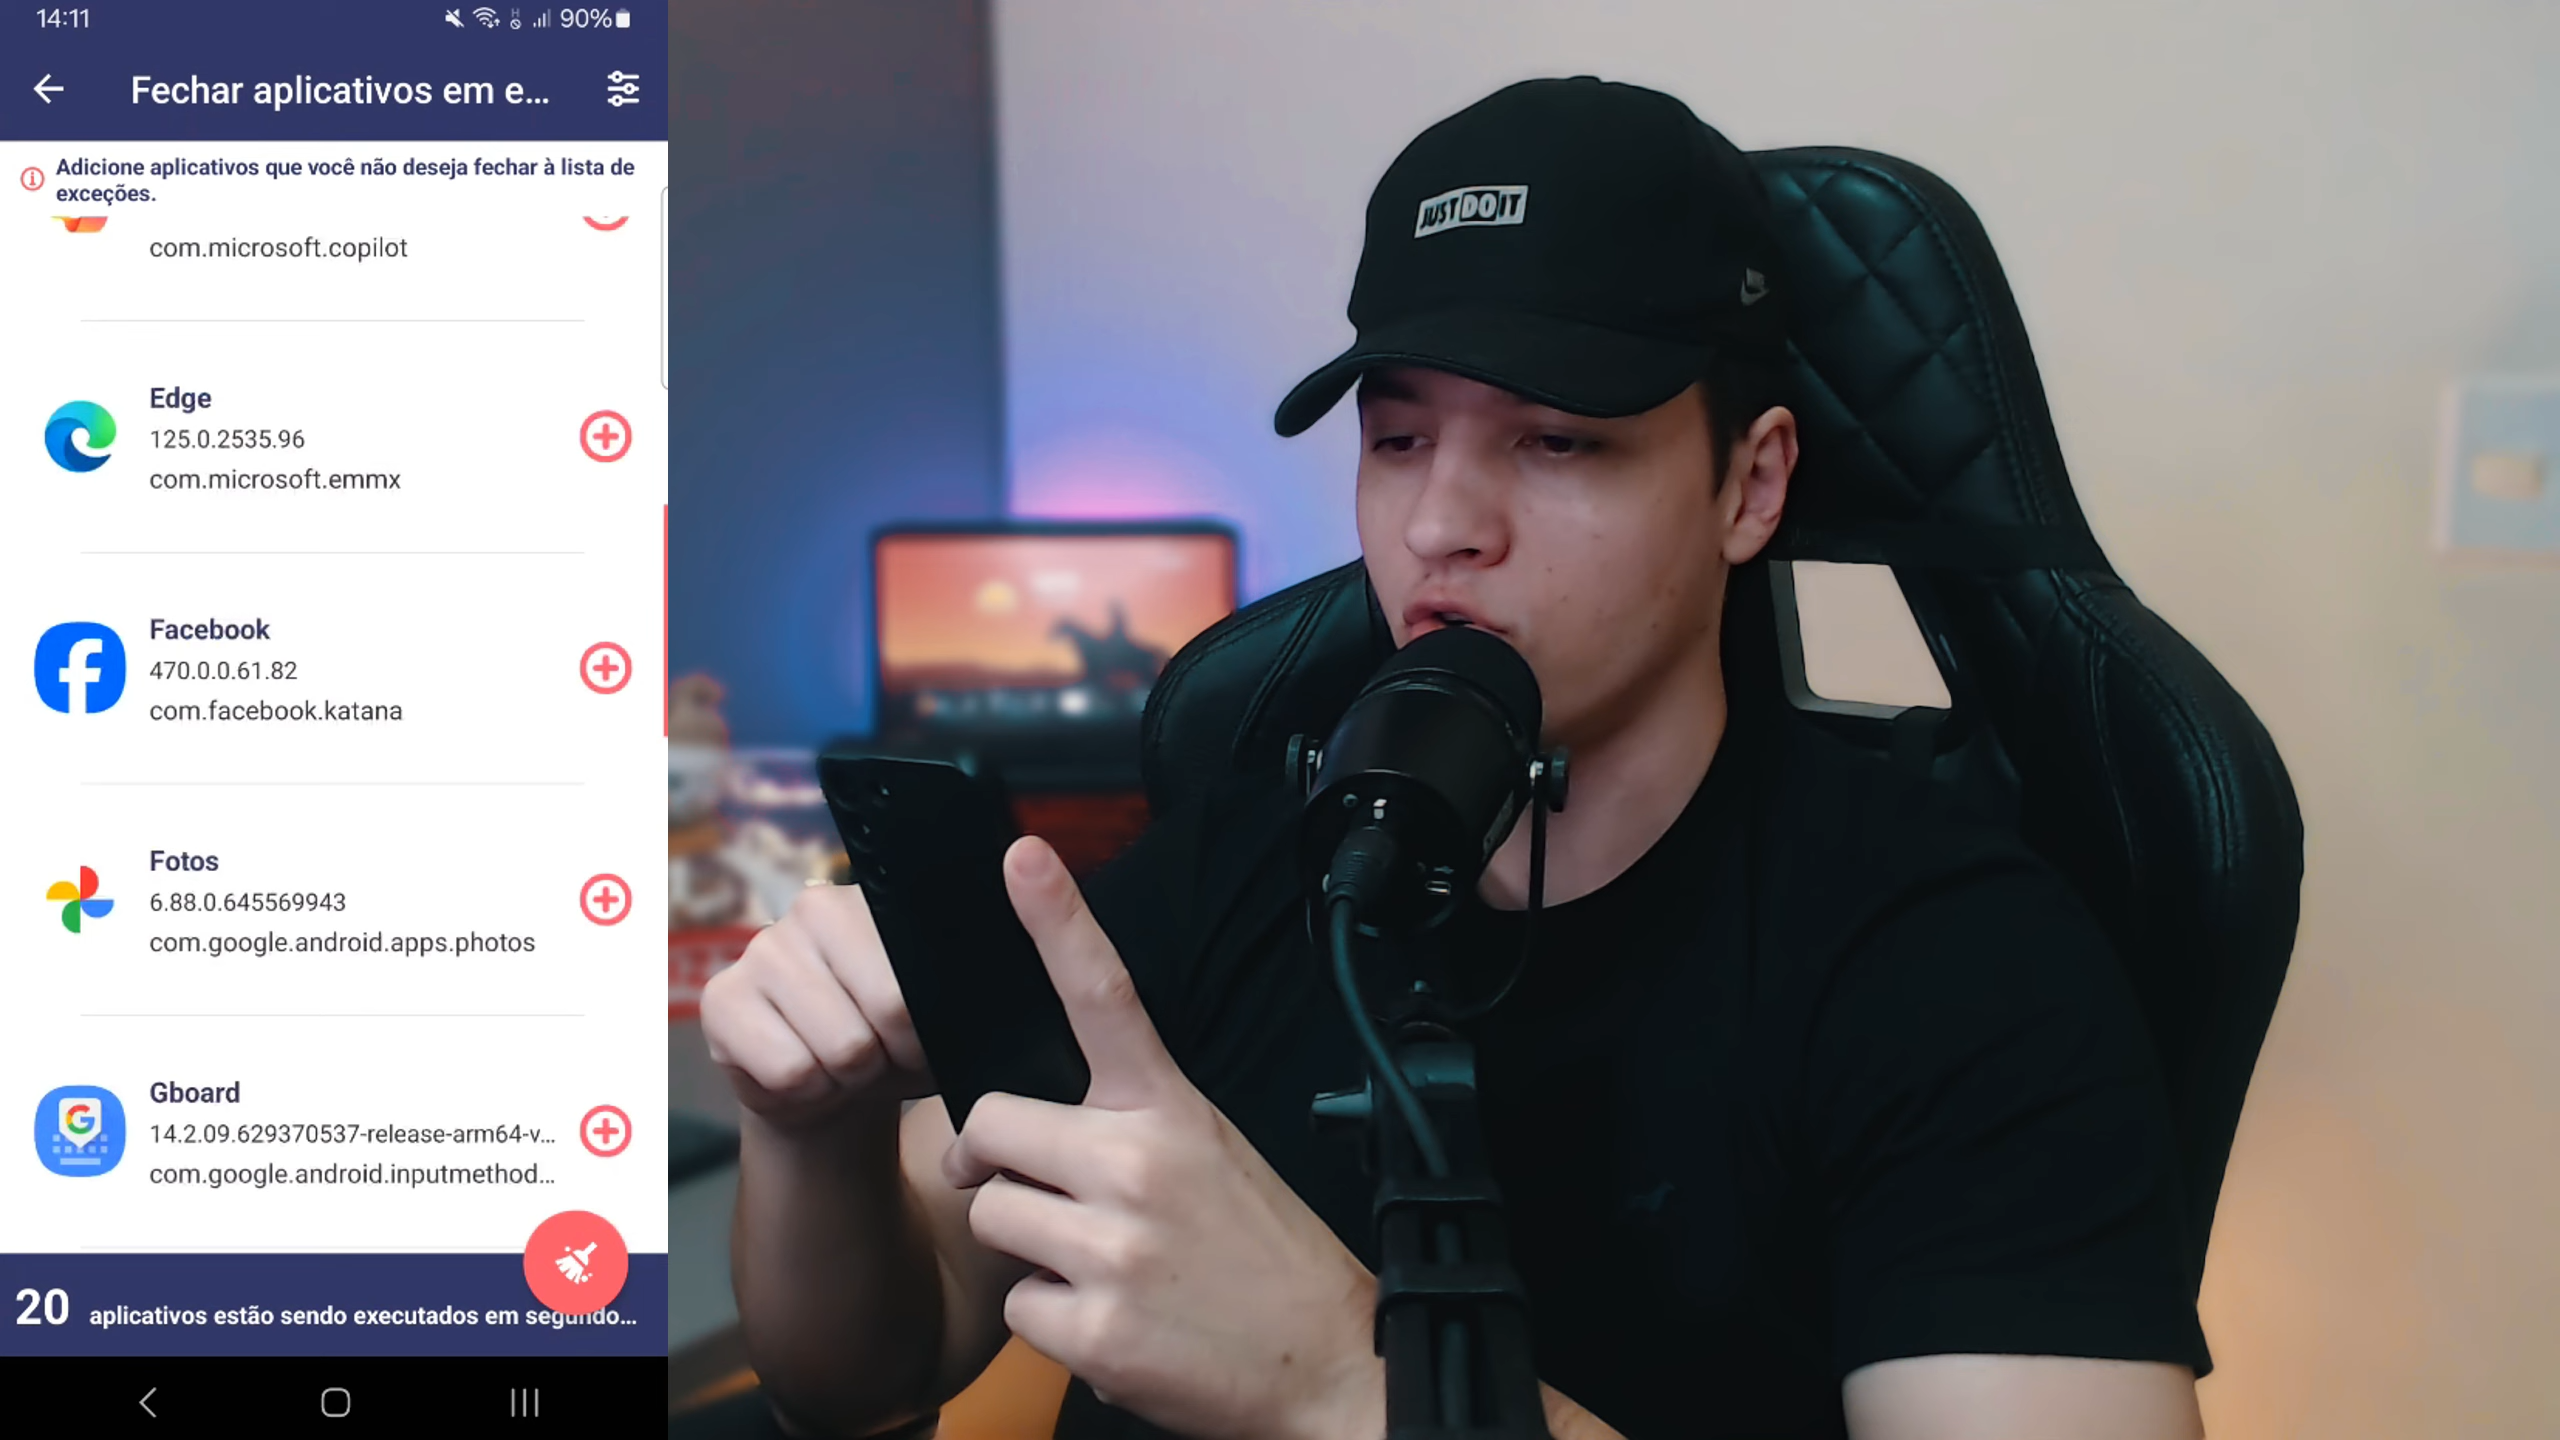 14:11
90%
Fechar aplicativos em e...
Adicione aplicativos que você não deseja fechar à lista de
exceções.
com.microsoft.copilot
Edge
125.0.2535.96
com.microsoft.emmx
Facebook
470.0.0.61.82
com.facebook.katana
Fotos
6.88.0.645569943
com.google.android.apps.photos
Gboard
14.2.09.629370537-release-arm64-v...
com.google.android.inputmethod...
20 aplicativos estão sendo executados em segundo...
JUST DO IT